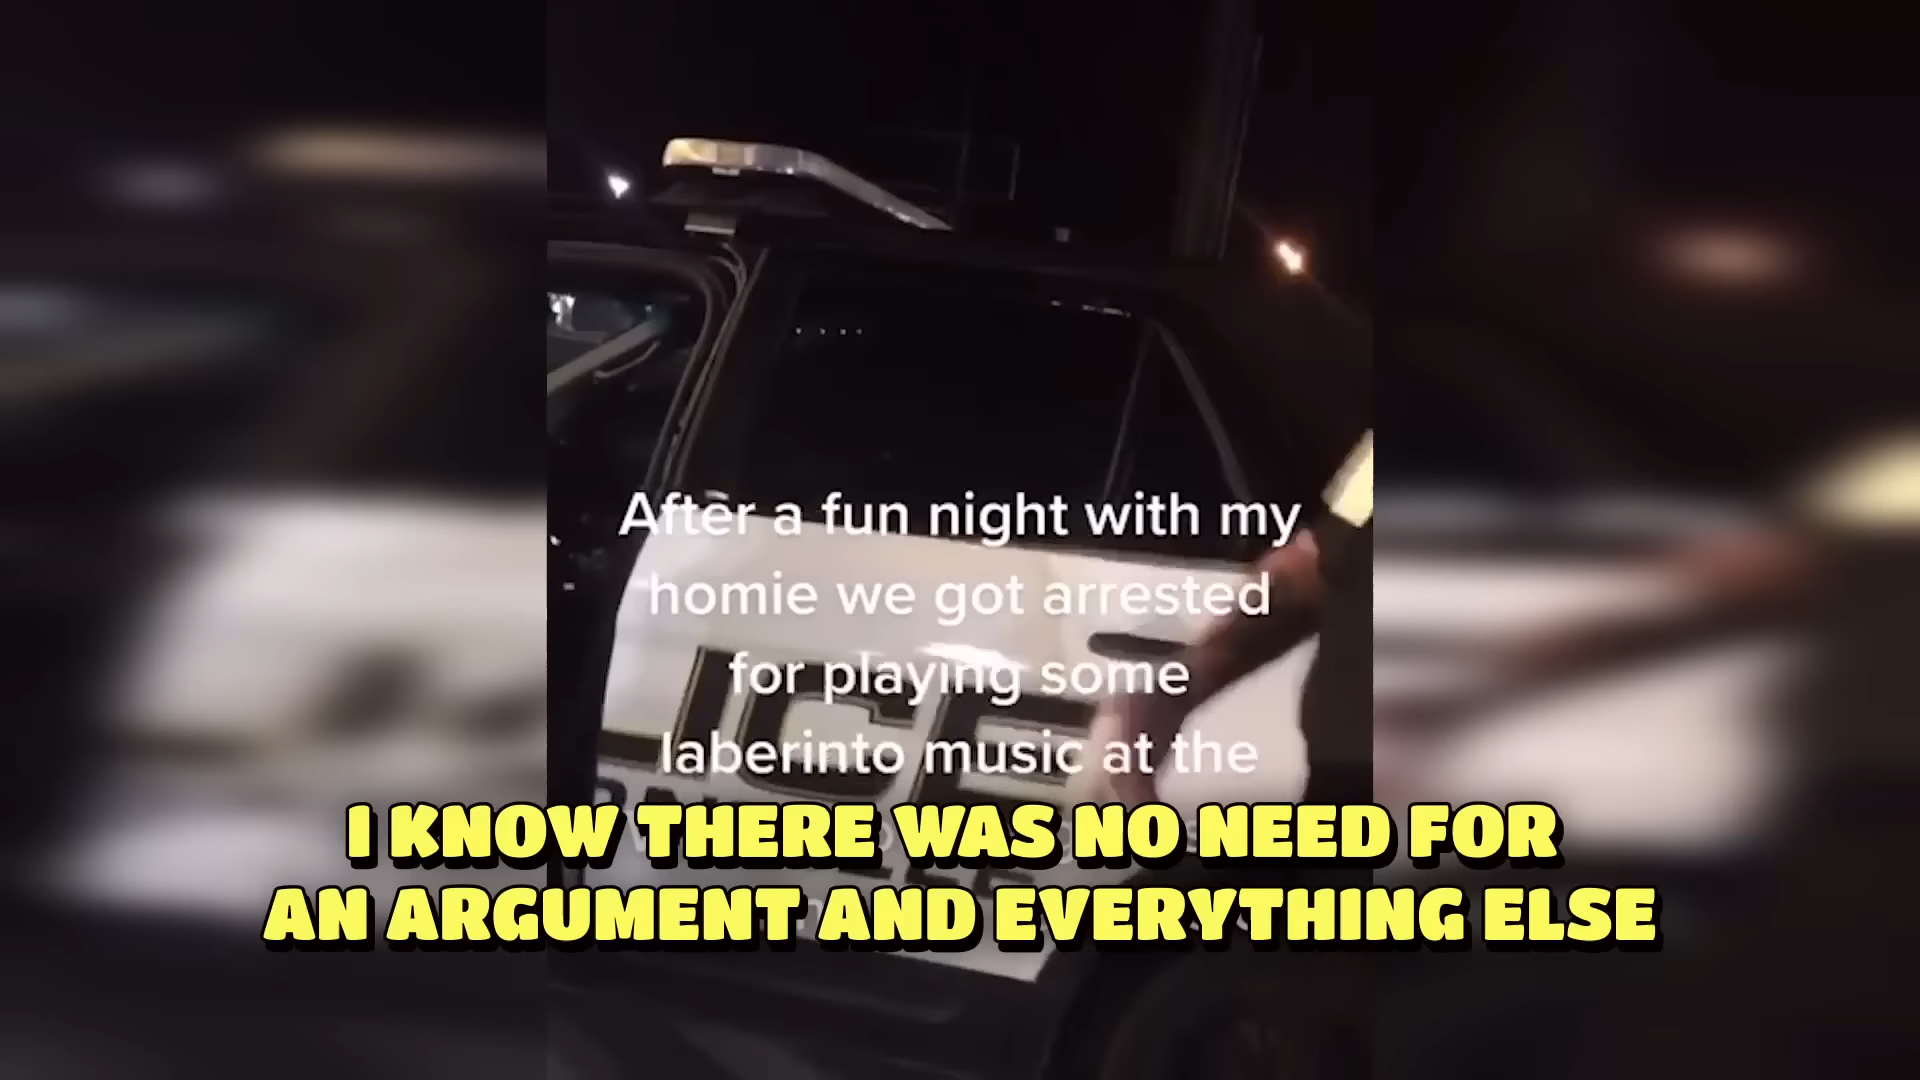 After a fun night with my
homie we got arrested
for playing some
laberinto music at the
ICE
I KNOW THERE WAS NO NEED FOR
AN ARGUMENT AND EVERYTHING ELSE